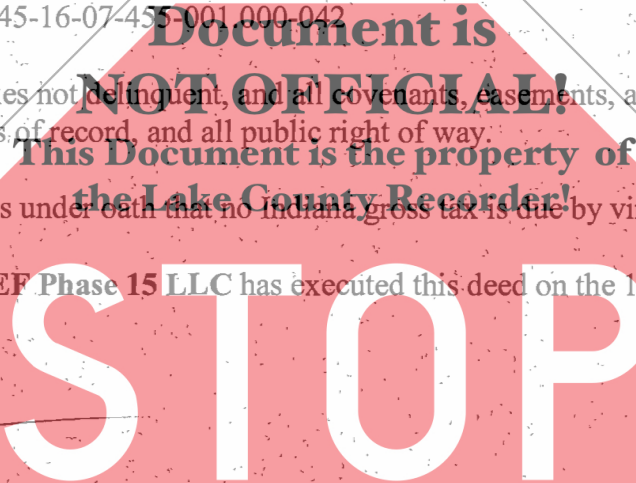 45-16-07-455-001.000-042
Document is
NOT OFFICIAL!
es not delinquent, and all covenants, easements, a
s of record, and all public right of way.
This Document is the property of
the Lake County Recorder!
s under oath that no Indiana gross tax is due by vi
EF Phase 15 LLC has executed this deed on the 1
STOP